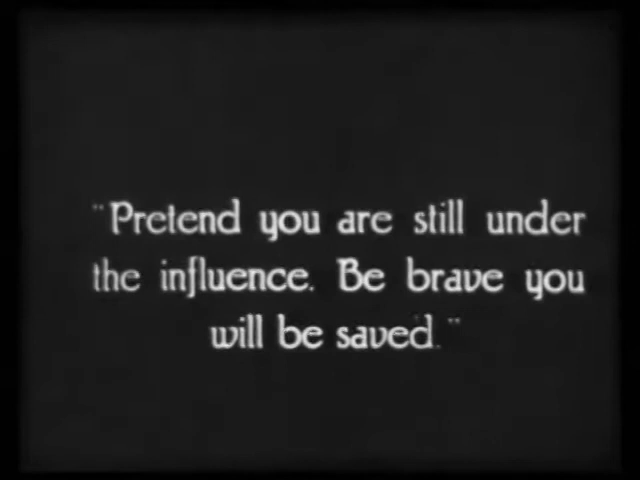 "Pretend you are still under
the influence. Be brave you
will be saved."